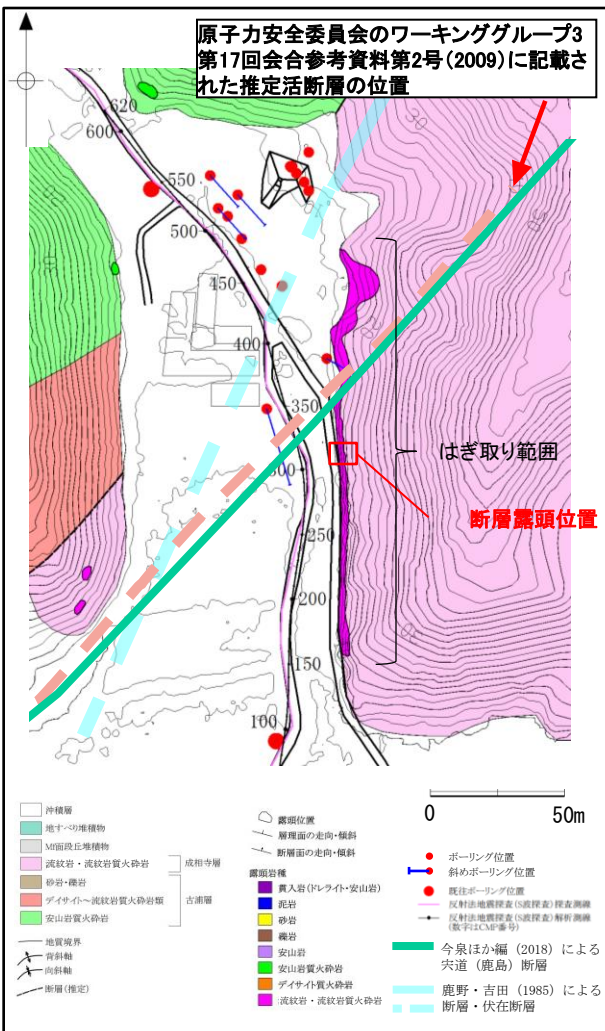 原子力安全委員会のワーキンググループ3
第17回会合参考資料第2号(2009)に記載さ
れた推定活断層の位置
620
600
550
500
450
400
350
300
250
200
150
100
はぎ取り範囲
断層露頭位置
0 50m
沖積層
地すべり堆積物
M1面段丘堆積物
流紋岩・流紋岩質火砕岩
成相寺層
砂岩・礫岩
デイサイト~流紋岩質火砕岩類
安山岩質火砕岩
古浦層
地質境界
背斜軸
向斜軸
断層(推定)
露頭位置
層理面の走向・傾斜
断層面の走向・傾斜
露頭岩種
貫入岩(ドレライト・安山岩)
泥岩
砂岩
礫岩
安山岩
安山岩質火砕岩
デイサイト質火砕岩
流紋岩・流紋岩質火砕岩
ボーリング位置
斜めボーリング位置
既往ボーリング位置
反射法地震探査(S波探査)探査測線
反射法地震探査(S波探査)解析測線
(数字はCMP番号)
今泉ほか編(2018)による
宍道(鹿島)断層
鹿野・吉田(1985)による
断層・伏在断層